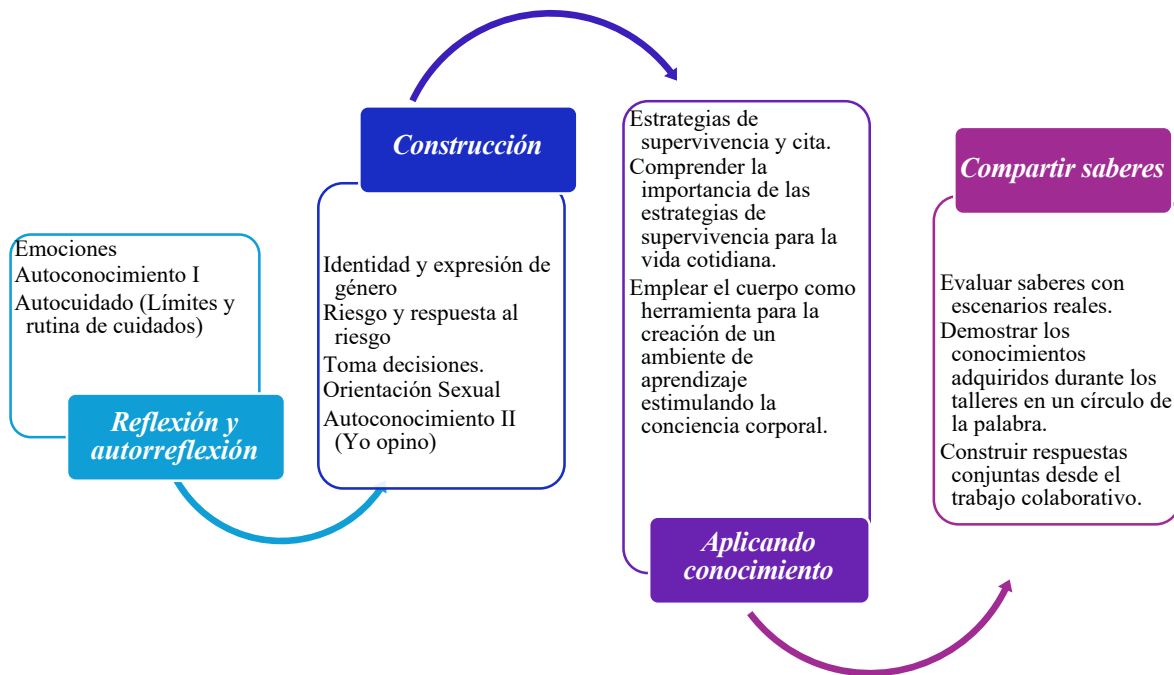 Emociones
Autoconocimiento I
Autocuidado (Límites y
rutina de cuidados)
Reflexión y
autorreflexión
Construcción
Identidad y expresión de
género
Riesgo y respuesta al
riesgo
Toma decisiones.
Orientación Sexual
Autoconocimiento II
(Yo opino)
Estrategias de
supervivencia y cita.
Comprender la
importancia de las
estrategias de
supervivencia para la
vida cotidiana.
Emplear el cuerpo como
herramienta para la
creación de un
ambiente de
aprendizaje
estimulando la
conciencia corporal.
Aplicando
conocimiento
Compartir saberes
Evaluar saberes con
escenarios reales.
Demostrar los
conocimientos
adquiridos durante los
talleres en un círculo de
la palabra.
Construir respuestas
conjuntas desde el
trabajo colaborativo.